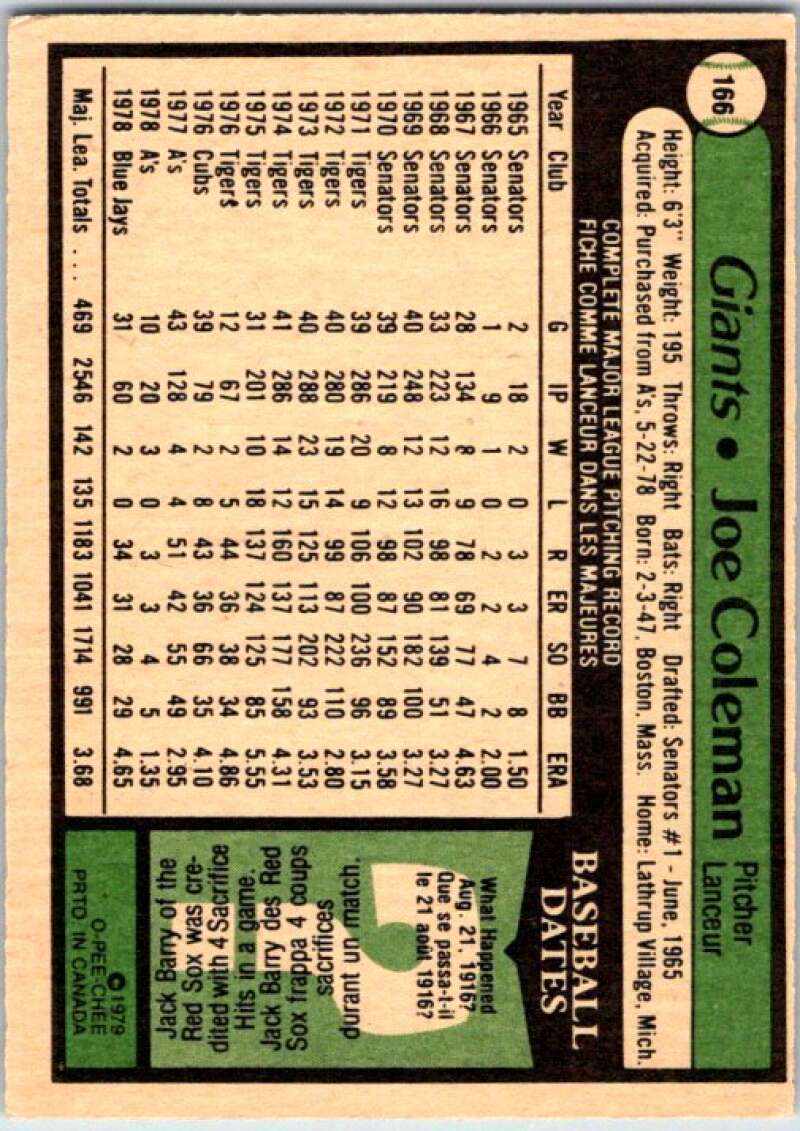 166
Giants • Joe Coleman
Pitcher
Lanceur
Height: 6'3" Weight: 195 Throws: Right Bats: Right Drafted: Senators #1 - June, 1965
Acquired: Purchased from A's, 5-22-78 Born: 2-3-47, Boston, Mass. Home: Lathrup Village, Mich.
COMPLETE MAJOR LEAGUE PITCHING RECORD
FICHE COMME LANCEUR DANS LES MAJEURES
Year Club G IP W L R ER SO BB ERA
1965 Senators 2 18 2 0 3 3 7 8 1.50
1966 Senators 1 9 1 0 2 2 4 2 2.00
1967 Senators 28 134 8 9 78 69 77 47 4.63
1968 Senators 33 223 12 16 98 81 139 51 3.27
1969 Senators 40 248 12 13 102 90 182 100 3.27
1970 Senators 39 219 8 12 98 87 152 89 3.58
1971 Tigers 39 286 20 9 106 100 236 96 3.15
1972 Tigers 40 280 19 14 99 87 222 110 2.80
1973 Tigers 40 288 23 15 125 113 202 93 3.53
1974 Tigers 41 286 14 12 160 137 177 158 4.31
1975 Tigers 31 201 10 18 137 124 125 85 5.55
1976 Tigers 12 67 2 5 44 36 38 34 4.86
1976 Cubs 39 79 2 8 43 36 66 35 4.10
1977 A's 43 128 4 4 51 42 55 49 2.95
1978 A's 10 20 3 0 3 3 4 5 1.35
1978 Blue Jays 31 60 2 0 34 31 28 29 4.65
Maj. Lea. Totals .... 469 2546 142 135 1183 1041 1714 991 3.68
BASEBALL
DATES
What Happened
Aug. 21, 1916?
Que se passa-t-il
le 21 août 1916?
Jack Barry of the
Red Sox was cre-
dited with 4 Sacrifice
Hits in a game.
Jack Barry des Red
Sox frappa 4 coups
sacrifices
durant un match.
© 1979
O-PEE-CHEE
PRTD. IN CANADA